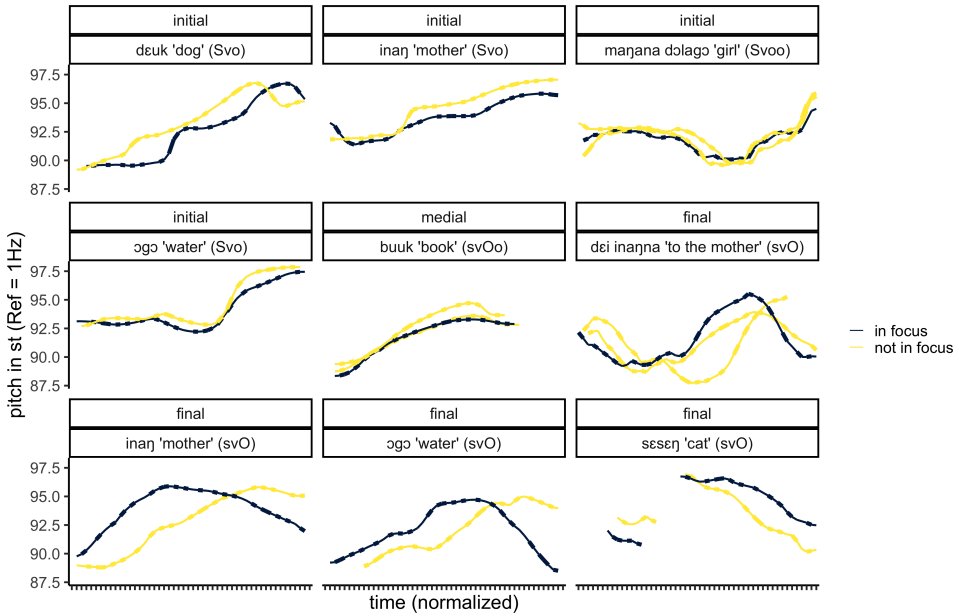 initial
dɛuk 'dog' (Svo)
initial
inaŋ 'mother' (Svo)
initial
maŋana dɔlagɔ 'girl' (Svoo)
97.5
95.0
92.5
90.0
87.5
initial
ɔgɔ 'water' (Svo)
medial
buuk 'book' (svOo)
final
dɛi inaŋna 'to the mother' (svO)
97.5
95.0
92.5
90.0
87.5
final
inaŋ 'mother' (svO)
final
ɔgɔ 'water' (svO)
final
sɛsɛŋ 'cat' (svO)
97.5
95.0
92.5
90.0
87.5
pitch in st (Ref = 1Hz)
time (normalized)
in focus
not in focus